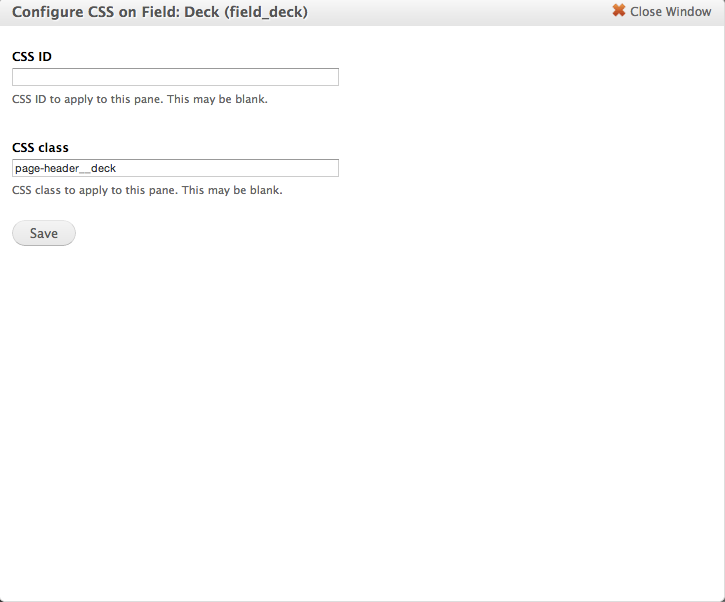 Configure CSS on Field: Deck (field_deck)
Close Window
CSS ID
CSS ID to apply to this pane. This may be blank.
CSS class
page-header__deck
CSS class to apply to this pane. This may be blank.
Save